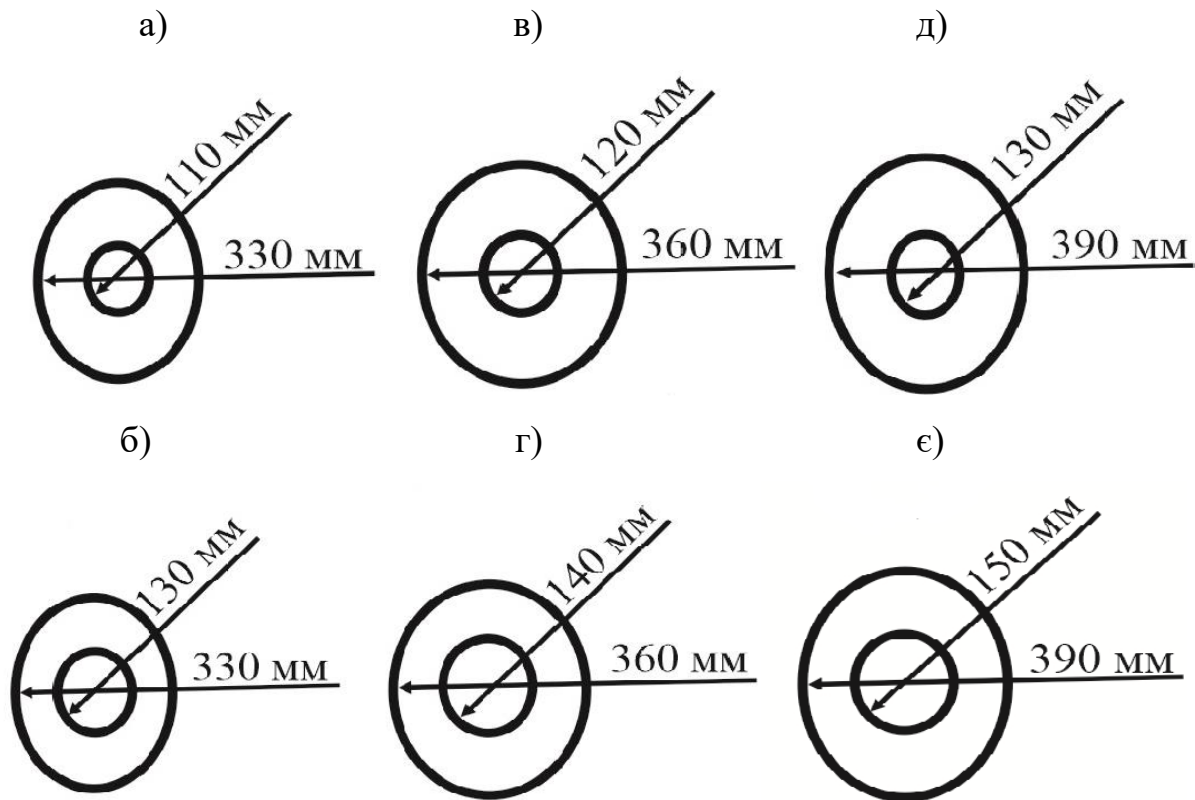 а)
в)
д)
110 мм
120 мм
130 мм
330 мм
360 мм
390 мм
б)
г)
є)
130 мм
140 мм
150 мм
330 мм
360 мм
390 мм